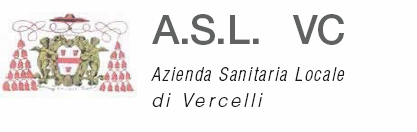 A.S.L. VC
Azienda Sanitaria Locale
di Vercelli